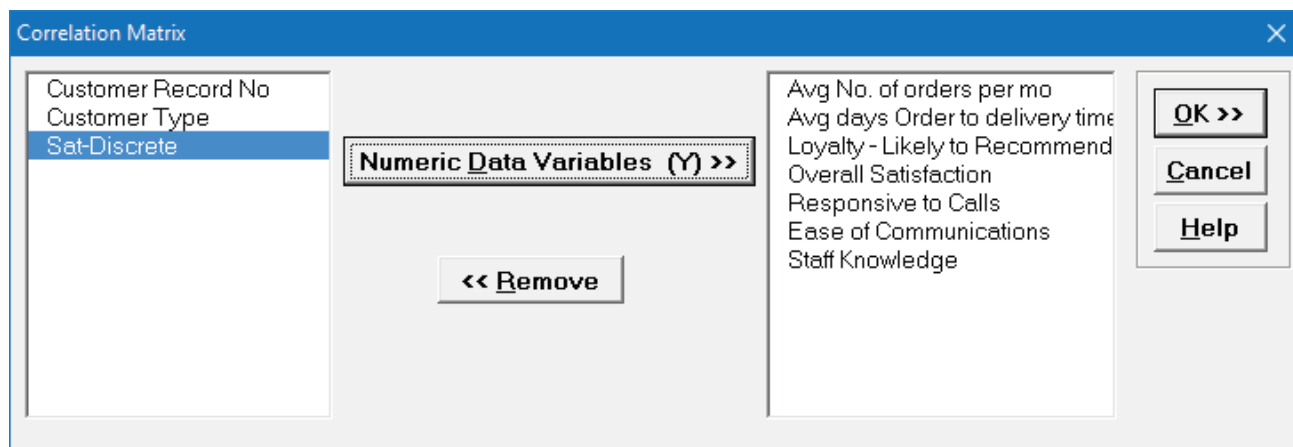 Correlation Matrix
Customer Record No
Customer Type
Sat-Discrete
Numeric Data Variables (Y) >>
<< Remove
Avg No. of orders per mo
Avg days Order to delivery time
Loyalty - Likely to Recommend
Overall Satisfaction
Responsive to Calls
Ease of Communications
Staff Knowledge
OK >>
Cancel
Help